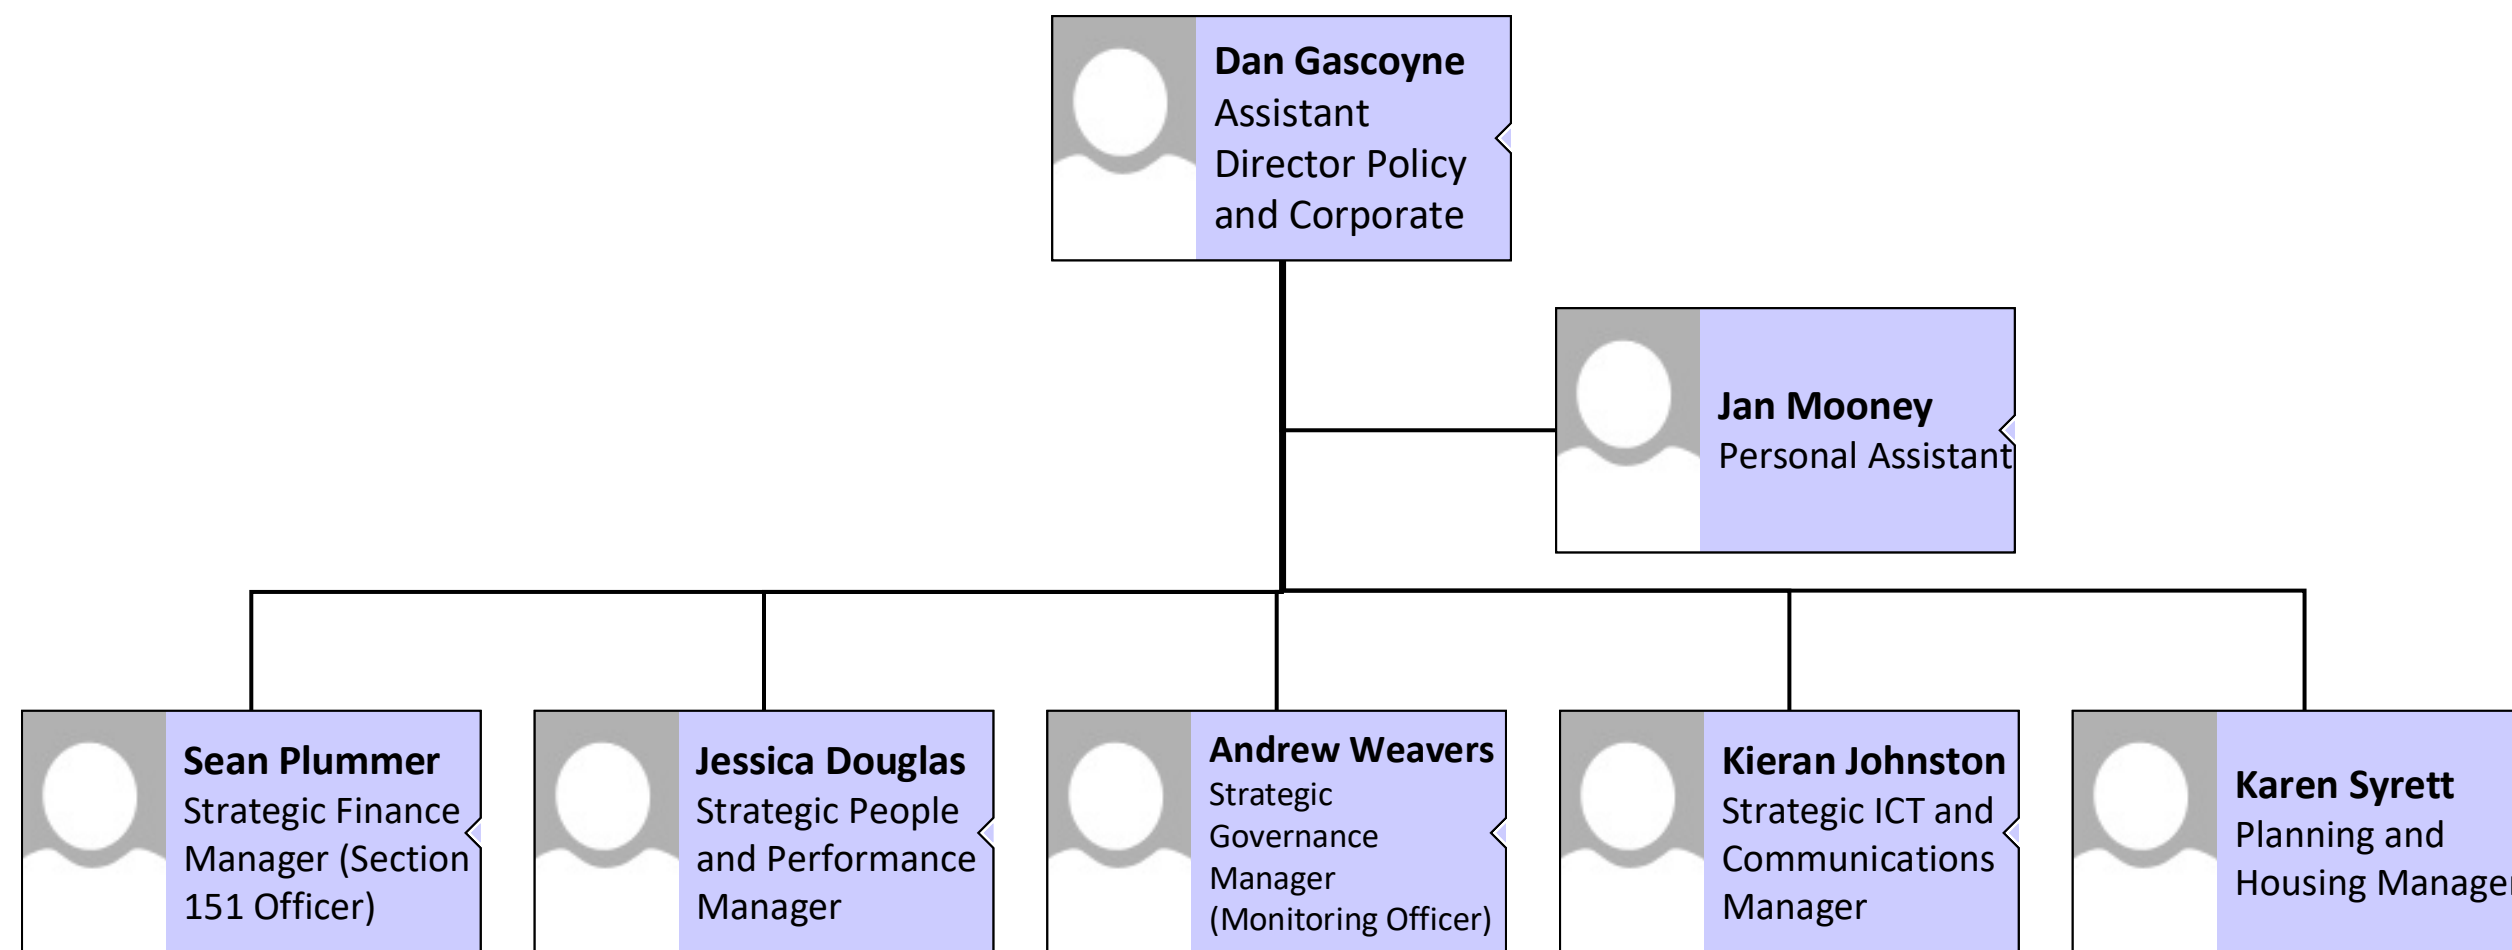 Dan Gascoyne
Assistant
Director Policy
and Corporate
Jan Mooney
Personal Assistant
Sean Plummer
Strategic Finance
Manager (Section
151 Officer)
Jessica Douglas
Strategic People
and Performance
Manager
Andrew Weavers
Strategic
Governance
Manager
(Monitoring Officer)
Kieran Johnston
Strategic ICT and
Communications
Manager
Karen Syrett
Planning and
Housing Manager